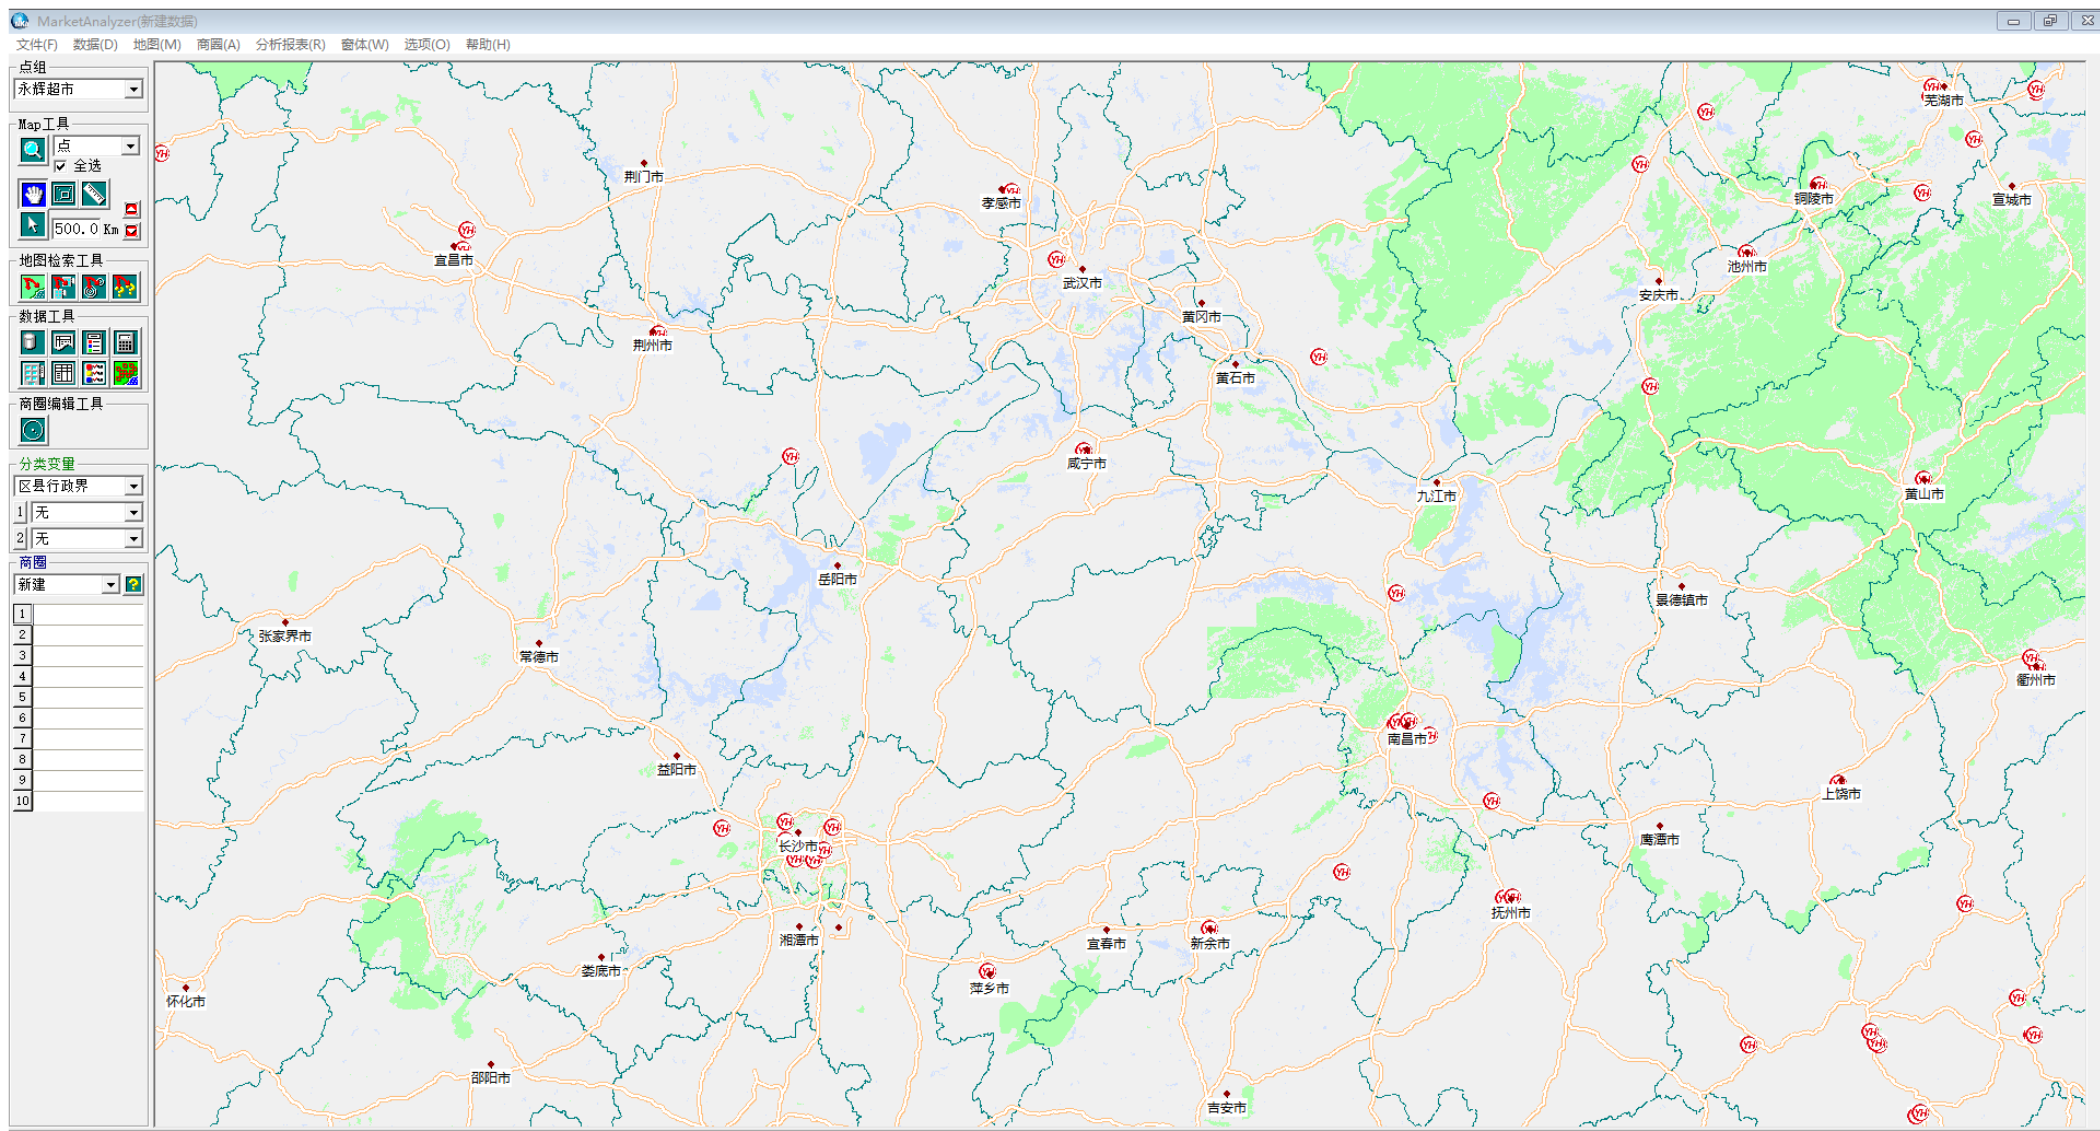 MarketAnalyzer(新建数据)
文件(F) 数据(D) 地图(M) 商圈(A) 分析报表(R) 窗体(W) 选项(O) 帮助(H)
点组
永辉超市
Map工具
点
全选
500.0 Km
地图检索工具
数据工具
商圈编辑工具
分类变量
区县行政界
1 无
2 无
商圈
新建
1
2
3
4
5
6
7
8
9
10
芜湖市
荆门市
孝感市
铜陵市
宣城市
宜昌市
武汉市
池州市
安庆市
黄冈市
荆州市
黄石市
咸宁市
九江市
黄山市
岳阳市
景德镇市
张家界市
常德市
衢州市
南昌市
益阳市
上饶市
长沙市
鹰潭市
抚州市
湘潭市
宜春市
新余市
娄底市
萍乡市
怀化市
邵阳市
吉安市